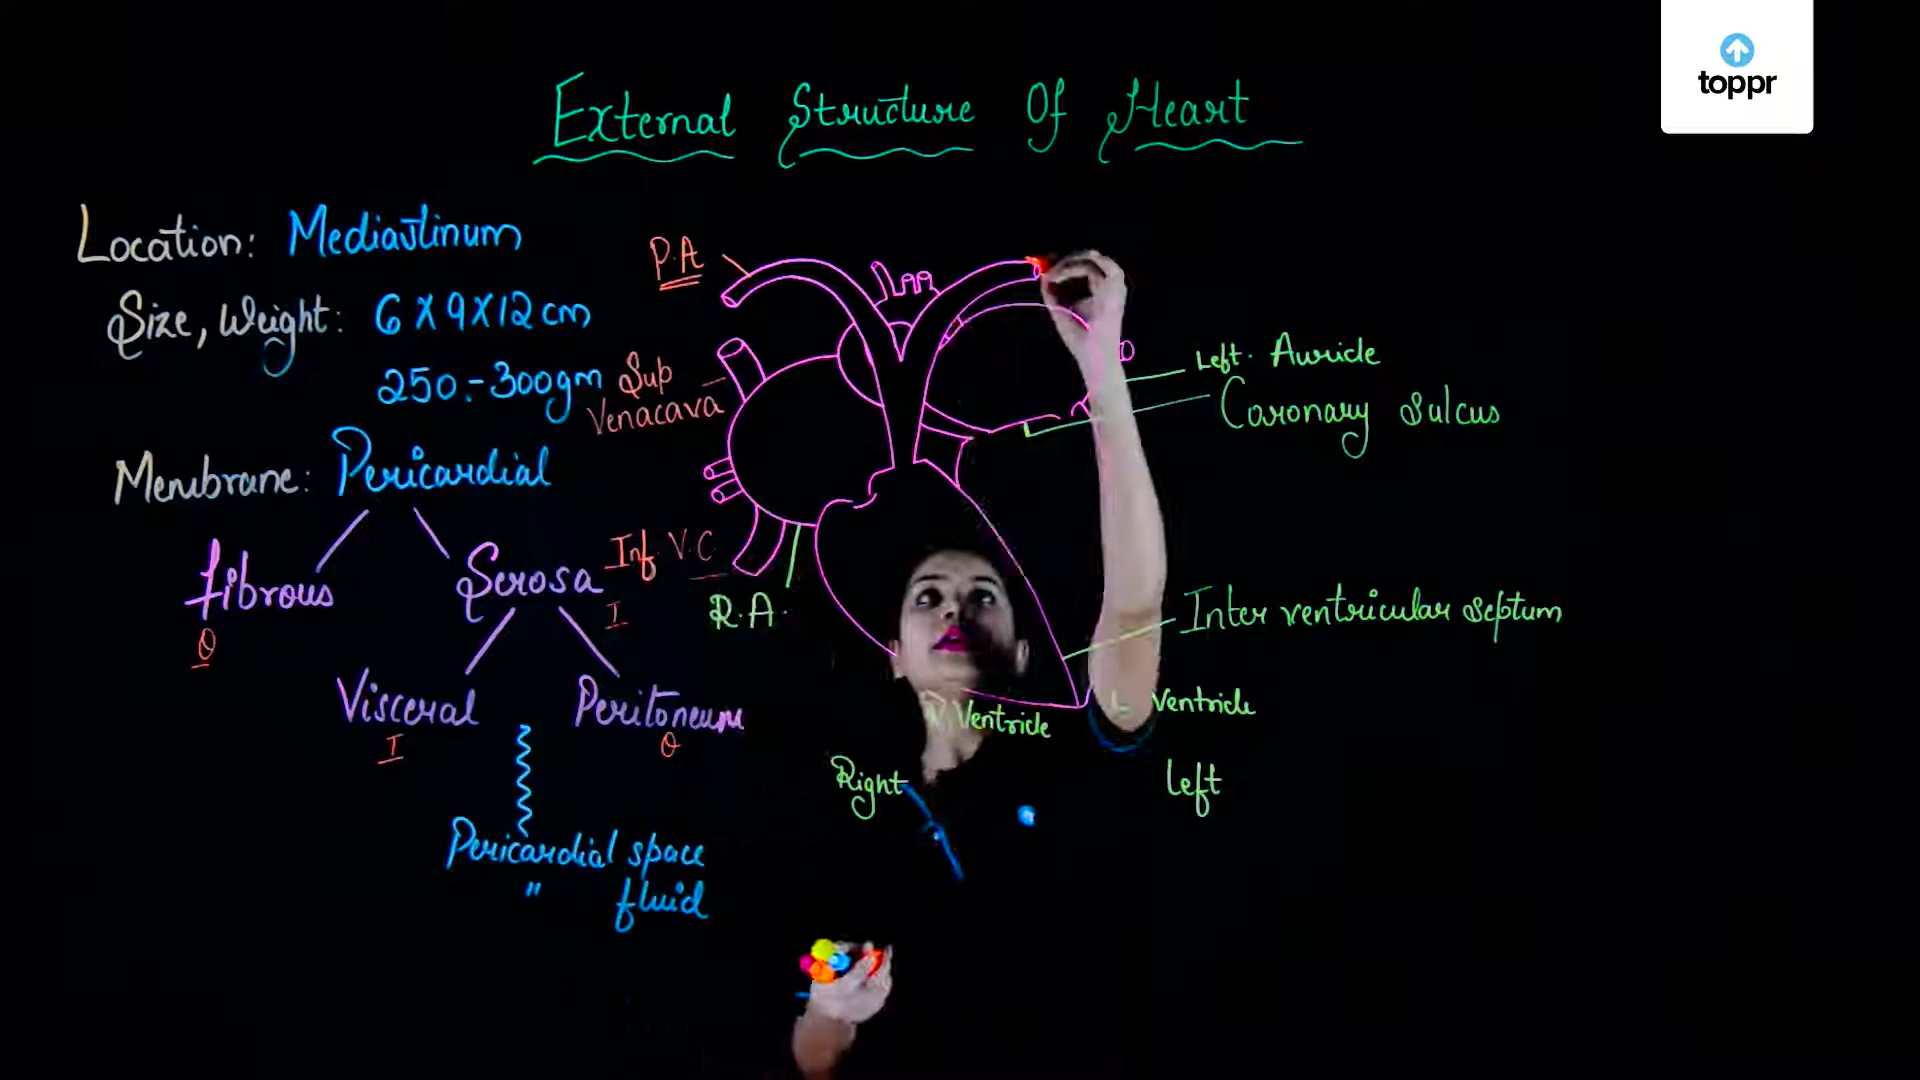 toppr
External Structure Of Heart
Location: Mediastinum
Size, Weight: 6 X 9 X 12 cm
250.-300gm
Membrane: Pericardial
Fibrous
Serosa
O
I
Visceral
Peritoneum
I
O
Pericardial space
" fluid
P.A
Sup
Venacava
Inf. V.C
R.A.
Left. Auricle
Coronary Sulcus
Inter ventricular Septum
Ventricle
L Ventricle
Right
Left